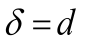 δ = d